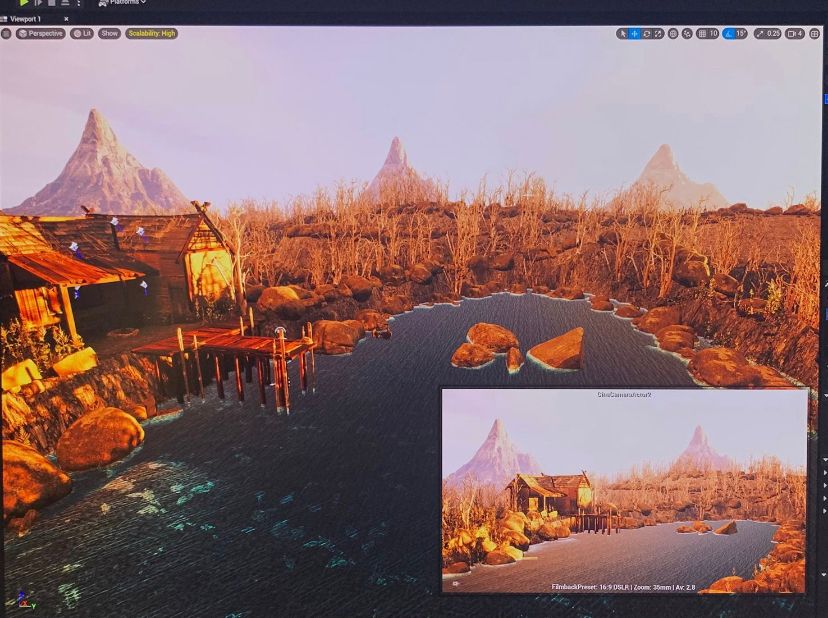 Platforms
Viewport 1
Perspective Lit Show Scalability: High 10 15° 0.25 4
CineCameraActor2
FilmbackPreset: 16:9 DSLR | Zoom: 35mm | Av: 2.8
Y